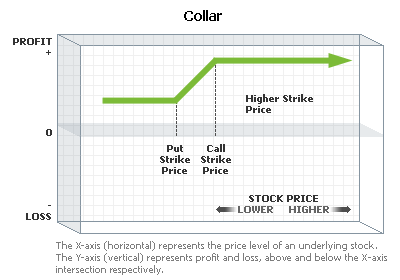 Collar
PROFIT
+
Higher Strike
Price
0
Put
Strike
Price
Call
Strike
Price
STOCK PRICE
LOWER HIGHER
-
LOSS
The X-axis (horizontal) represents the price level of an underlying stock.
The Y-axis (vertical) represents profit and loss, above and below the X-axis
intersection respectively.